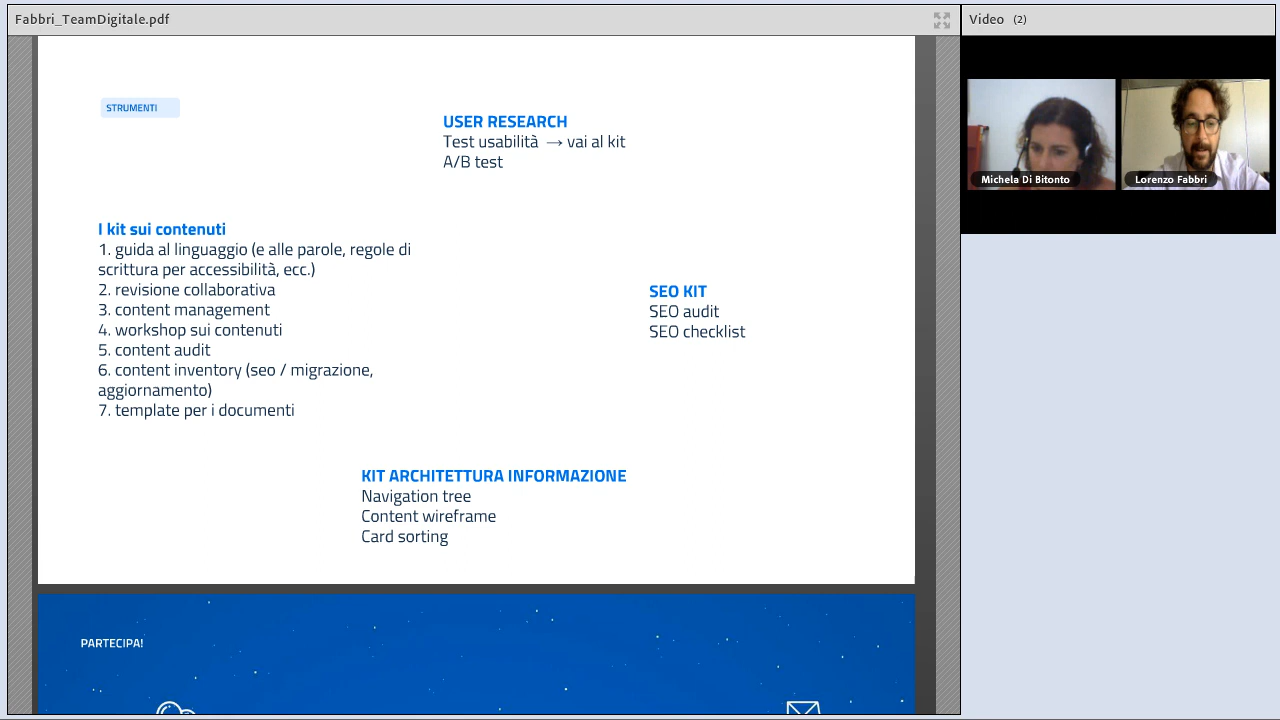 Fabbri_TeamDigitale.pdf
Video (2)
STRUMENTI
USER RESEARCH
Test usabilità → vai al kit
A/B test
I kit sui contenuti
1. guida al linguaggio (e alle parole, regole di
scrittura per accessibilità, ecc.)
2. revisione collaborativa
3. content management
4. workshop sui contenuti
5. content audit
6. content inventory (seo / migrazione,
aggiornamento)
7. template per i documenti
SEO KIT
SEO audit
SEO checklist
KIT ARCHITETTURA INFORMAZIONE
Navigation tree
Content wireframe
Card sorting
PARTECIPA!
Michela Di Bitonto
Lorenzo Fabbri